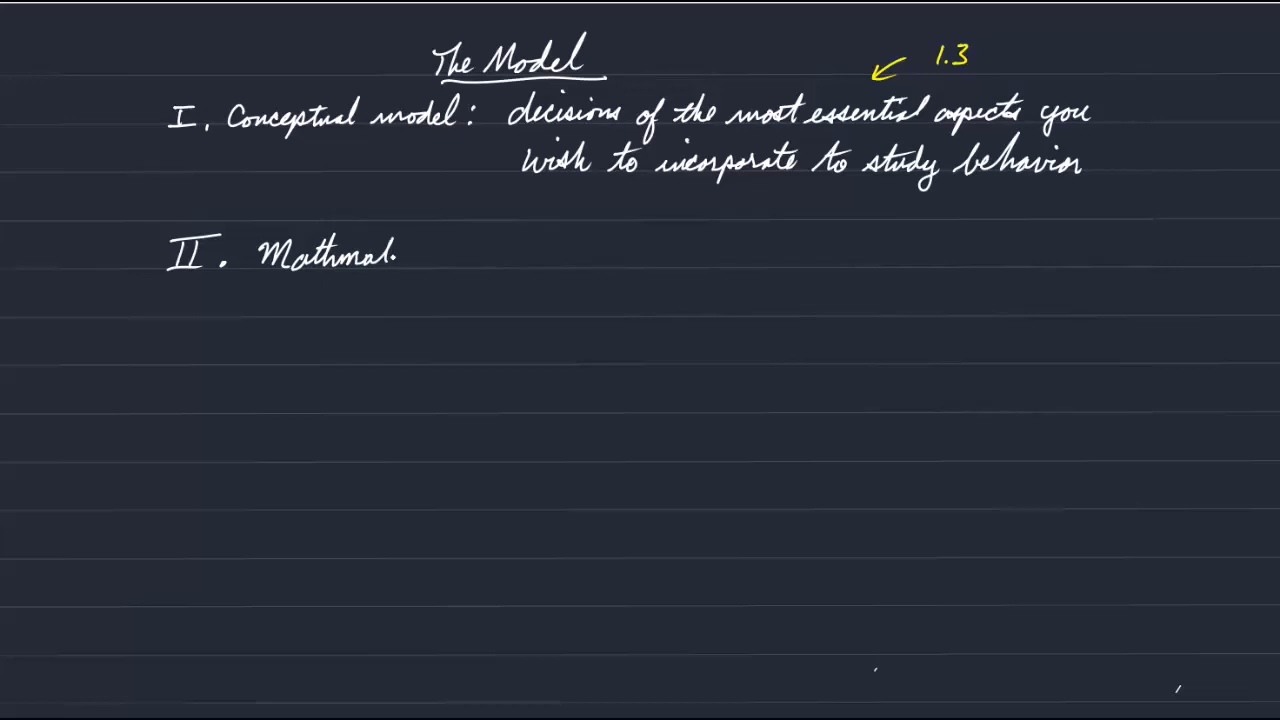 The Model
1.3
I. Conceptual model: decisions of the most essential aspects you
wish to incorporate to study behavior
II. Mathmat